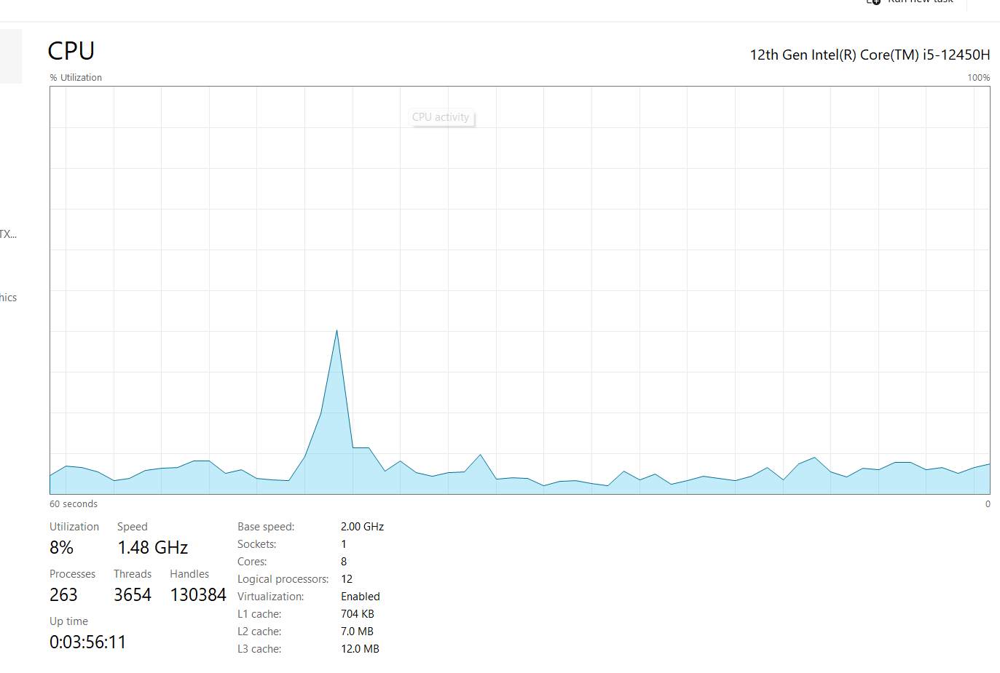 Run new task
CPU
12th Gen Intel(R) Core(TM) i5-12450H
% Utilization
100%
CPU activity
TX...
hics
60 seconds
0
Utilization
Speed
8%
1.48 GHz
Processes
Threads
Handles
263
3654
130384
Up time
0:03:56:11
Base speed:
2.00 GHz
Sockets:
1
Cores:
8
Logical processors:
12
Virtualization:
Enabled
L1 cache:
704 KB
L2 cache:
7.0 MB
L3 cache:
12.0 MB